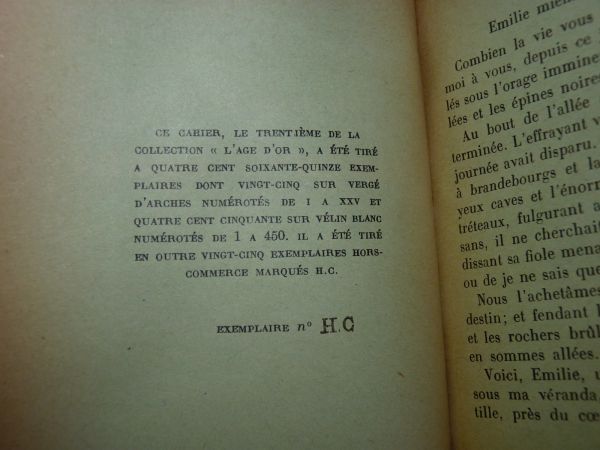 CE CAHIER, LE TRENTIÈME DE LA
COLLECTION « L'AGE D'OR », A ÉTÉ TIRÉ
A QUATRE CENT SOIXANTE-QUINZE EXEM-
PLAIRES DONT VINGT-CINQ SUR VERGÉ
D'ARCHES NUMÉROTÉS DE I A XXV ET
QUATRE CENT CINQUANTE SUR VÉLIN BLANC
NUMÉROTÉS DE 1 A 450. IL A ÉTÉ TIRÉ
EN OUTRE VINGT-CINQ EXEMPLAIRES HORS-
COMMERCE MARQUÉS H.C.
EXEMPLAIRE n° H.C
Emilie
Combien la vie vous
moi à vous, depuis ce
lés sous l'orage immine
lées et les épines noires
Au bout de l'allée
terminée. L'effrayant v
journée avait disparu.
à brandebourgs et la
yeux caves et l'énorm
tréteaux, fulgurant a
sans, il ne cherchait
dissant sa fiole mena
ou de je ne sais que
Nous l'achetâmes
destin; et fendant l
et les rochers brûl
en sommes allées.
Voici, Emilie, u
sous ma véranda,
tille, près du cœ